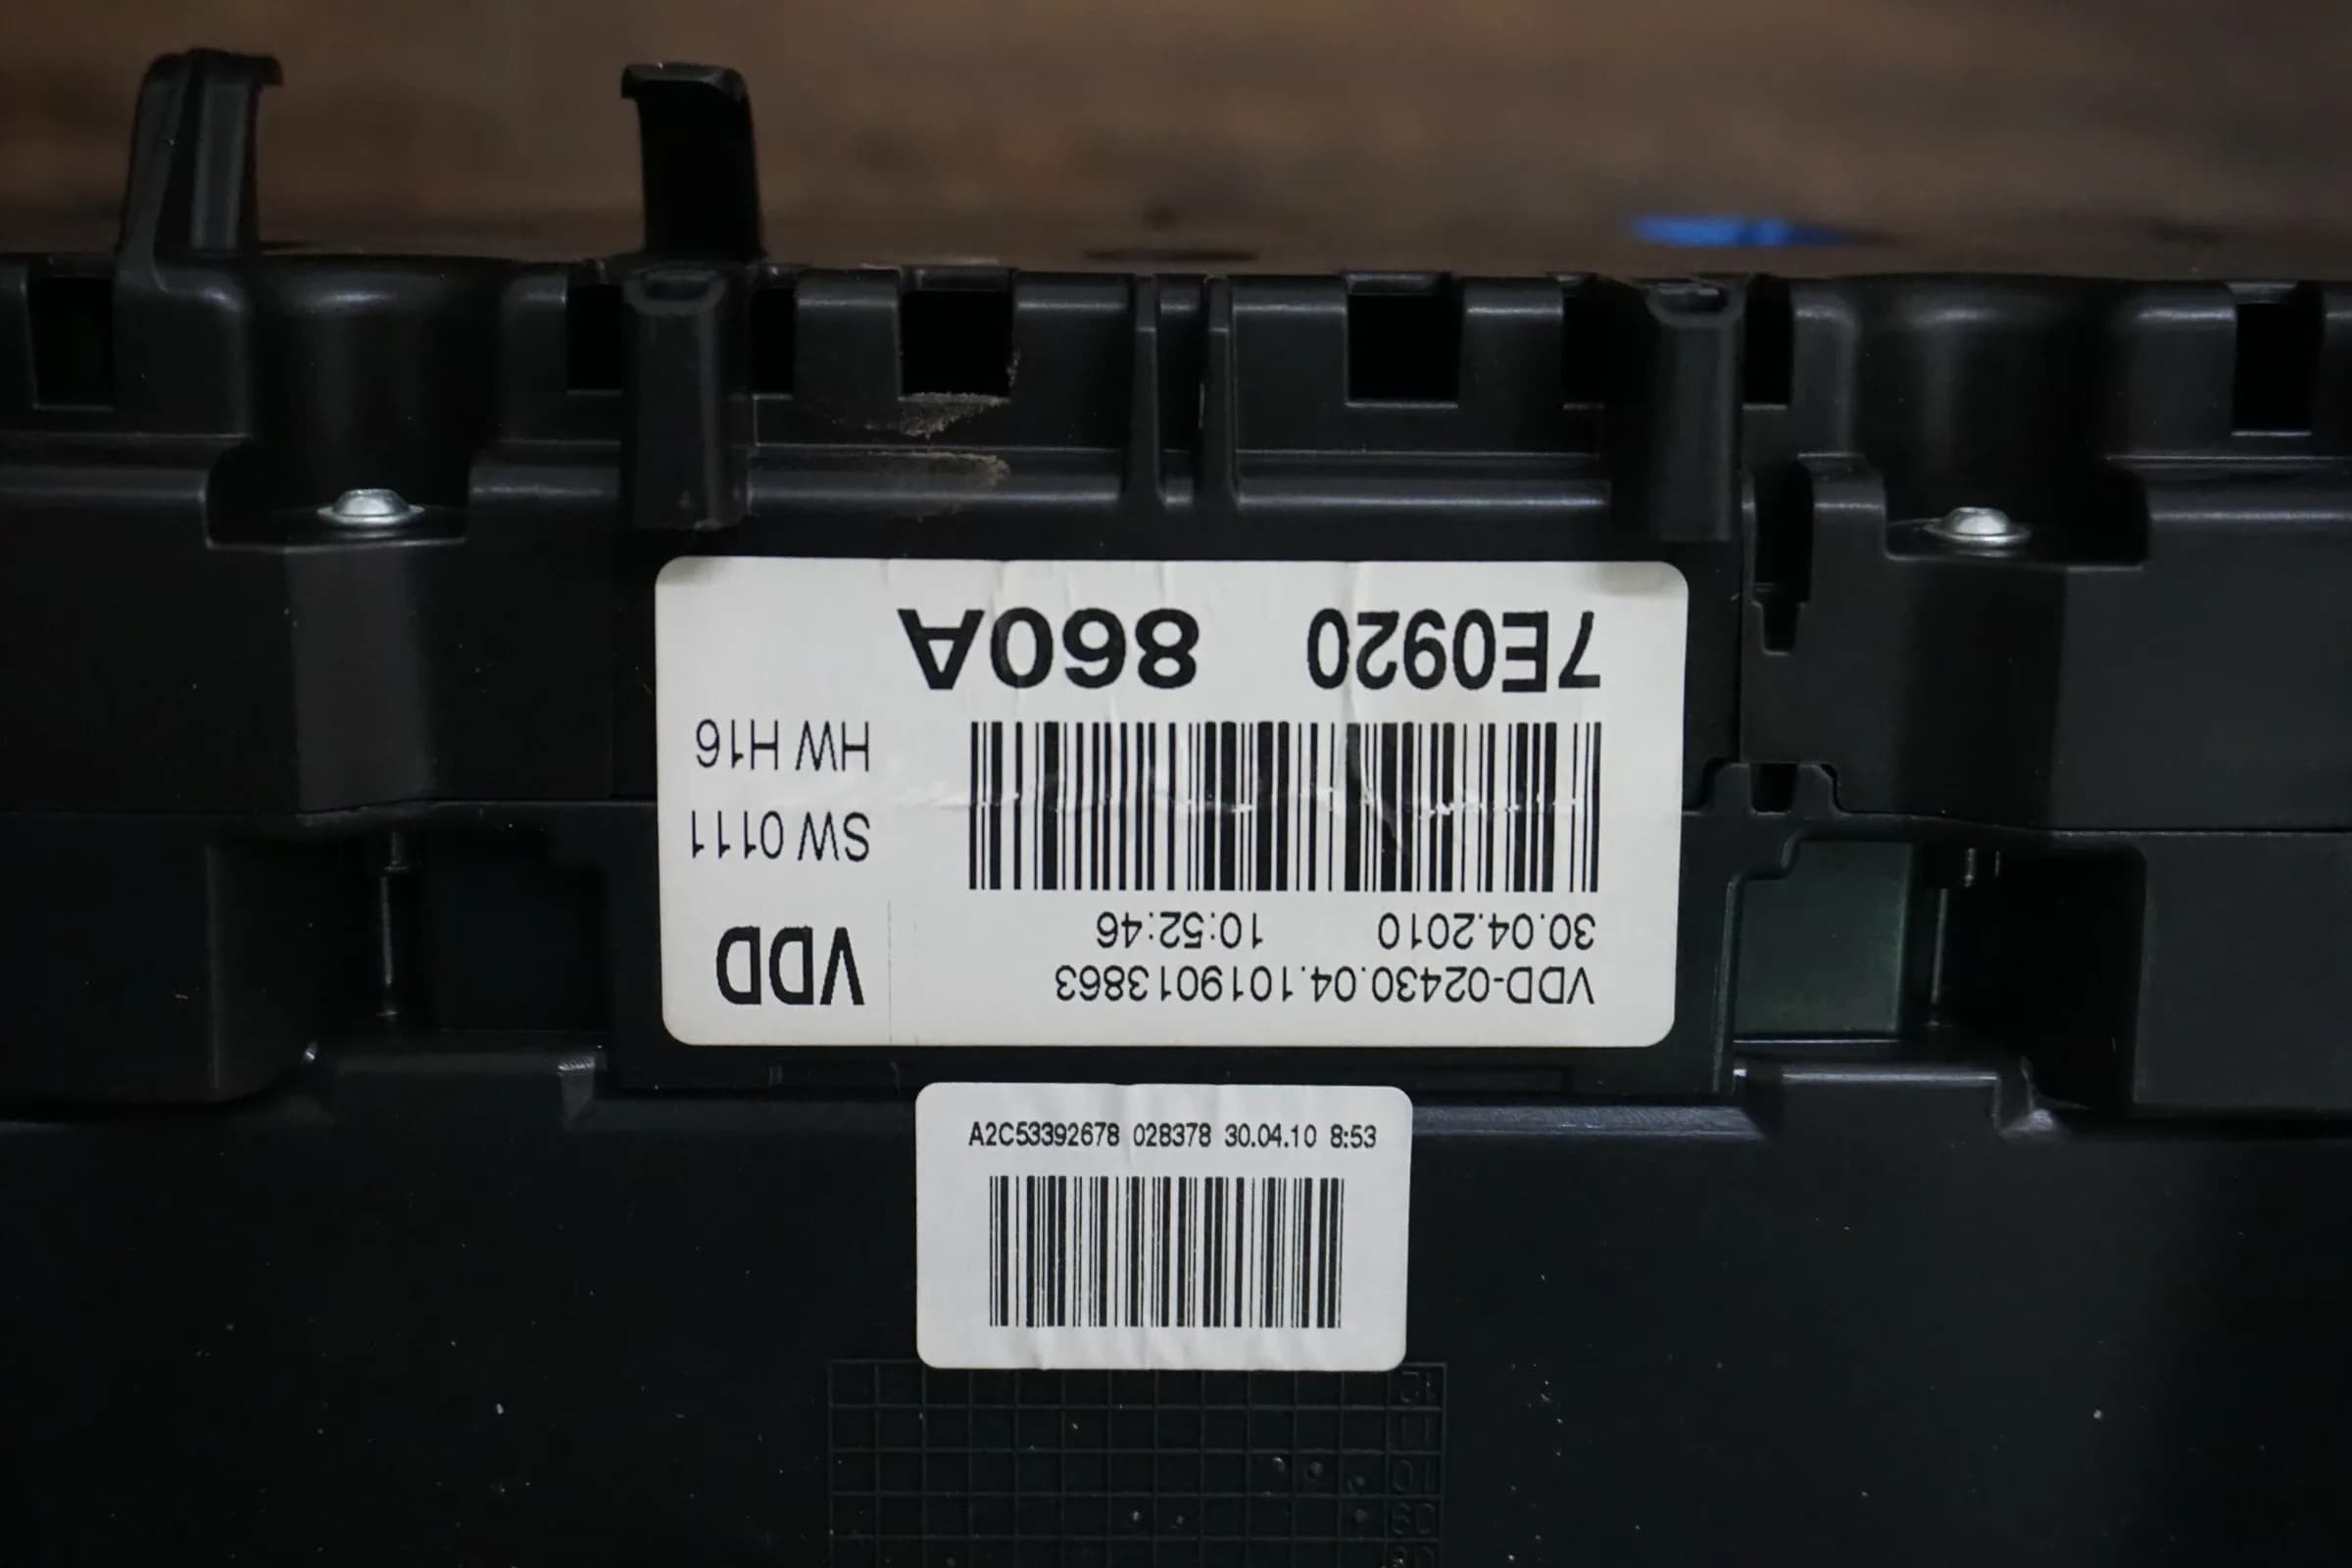 7E0920 860A
HW H16
SW 0111
30.04.2010 10:52:46
VDD-02430.04.1019013863
VDD
A2C53392678 028378 30.04.10 8:53